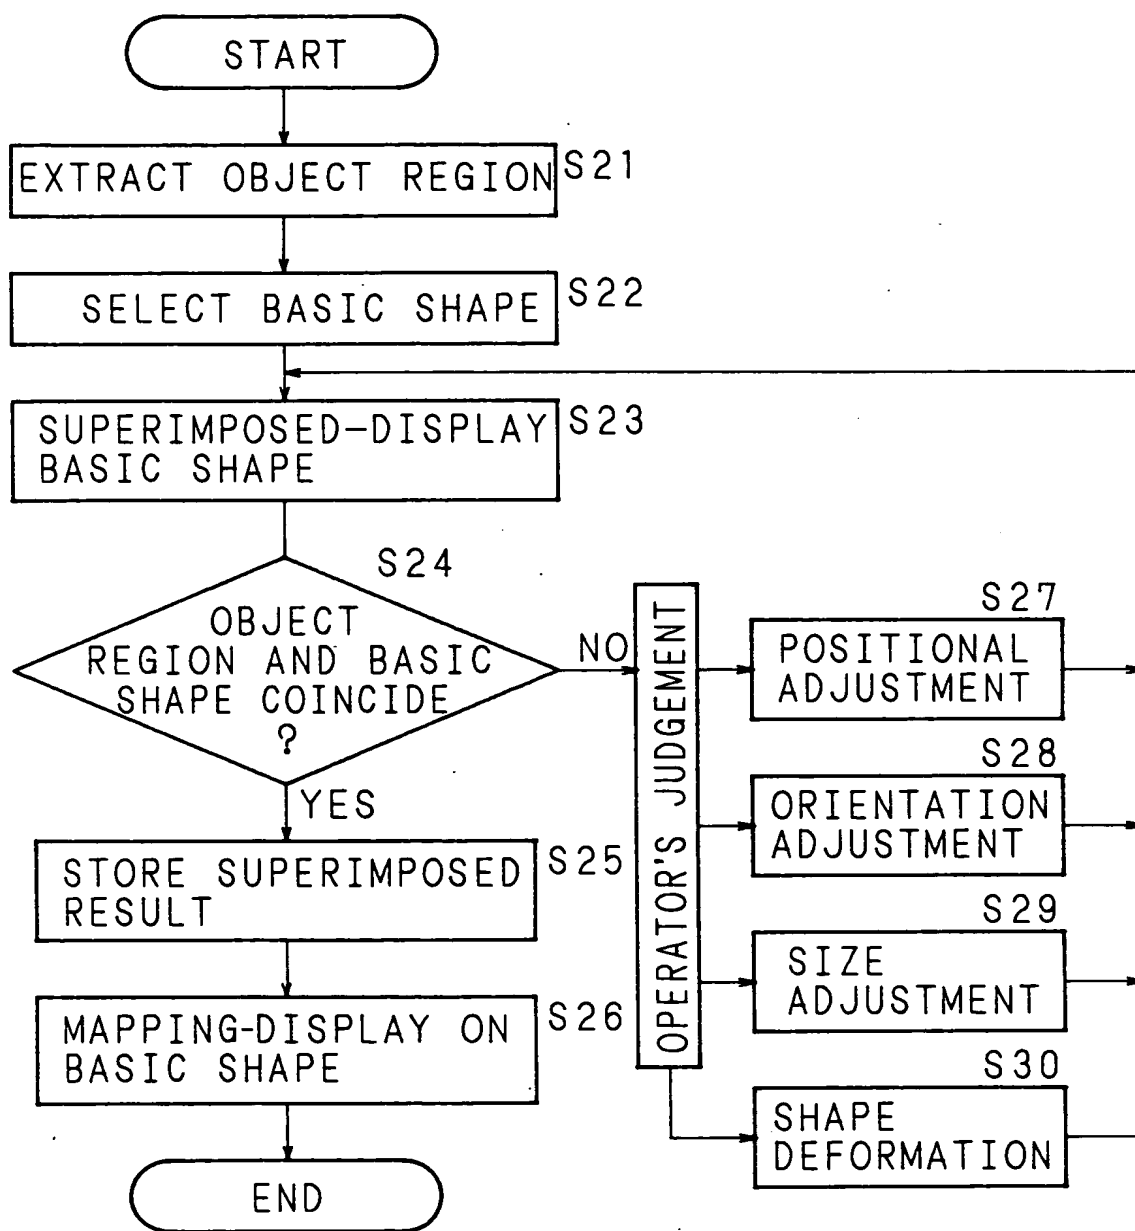 START
EXTRACT OBJECT REGION
S21
SELECT BASIC SHAPE
S22
SUPERIMPOSED-DISPLAY
BASIC SHAPE
S23
S24
OBJECT
REGION AND BASIC
SHAPE COINCIDE
?
NO
YES
OPERATOR'S JUDGEMENT
S27
POSITIONAL
ADJUSTMENT
S28
ORIENTATION
ADJUSTMENT
S29
SIZE
ADJUSTMENT
S30
SHAPE
DEFORMATION
STORE SUPERIMPOSED
RESULT
S25
MAPPING-DISPLAY ON
BASIC SHAPE
S26
END